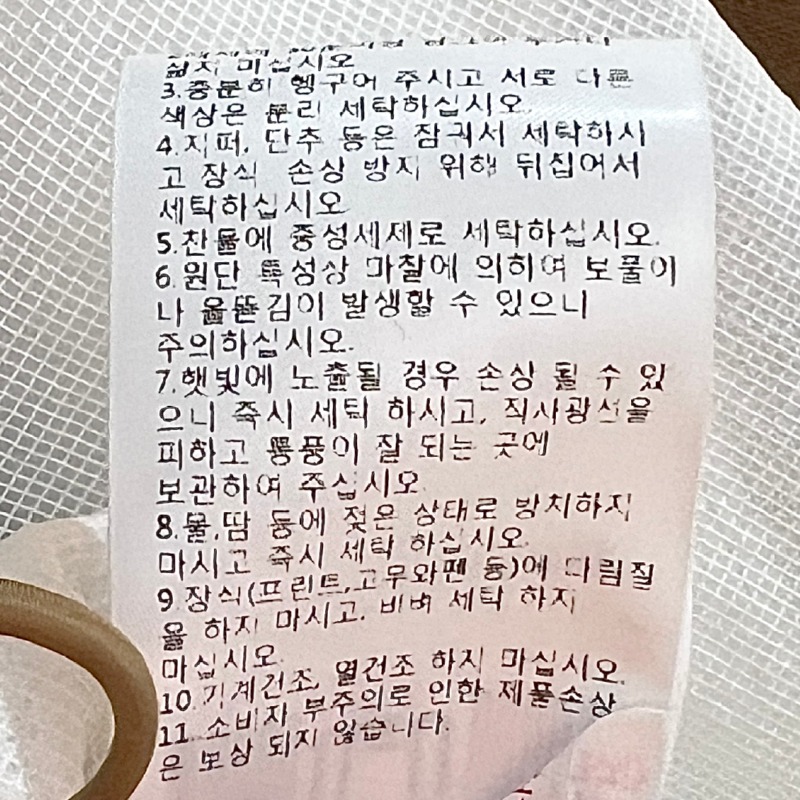 삶지 마십시오
3.충분히 헹구어 주시고 서로 다른
색상은 분리 세탁하십시오.
4.지퍼, 단추 등은 잠궈서 세탁하시
고 장식 손상 방지 위해 뒤집어서
세탁하십시오
5.찬물에 중성세제로 세탁하십시오.
6.원단 특성상 마찰에 의하여 보풀이
나 올뜯김이 발생할 수 있으니
주의하십시오.
7.햇빛에 노출될 경우 손상 될 수 있
으니 즉시 세탁 하시고, 직사광선을
피하고 통풍이 잘 되는 곳에
보관하여 주십시오.
8.물,땀 등에 젖은 상태로 방치하지
마시고 즉시 세탁 하십시오.
9.장식(프린트,고무와펜 등)에 다림질
을 하지 마시고, 비벼 세탁 하지
마십시오.
10.기계건조, 열건조 하지 마십시오.
11.소비자 부주의로 인한 제품손상
은 보상 되지 않습니다.